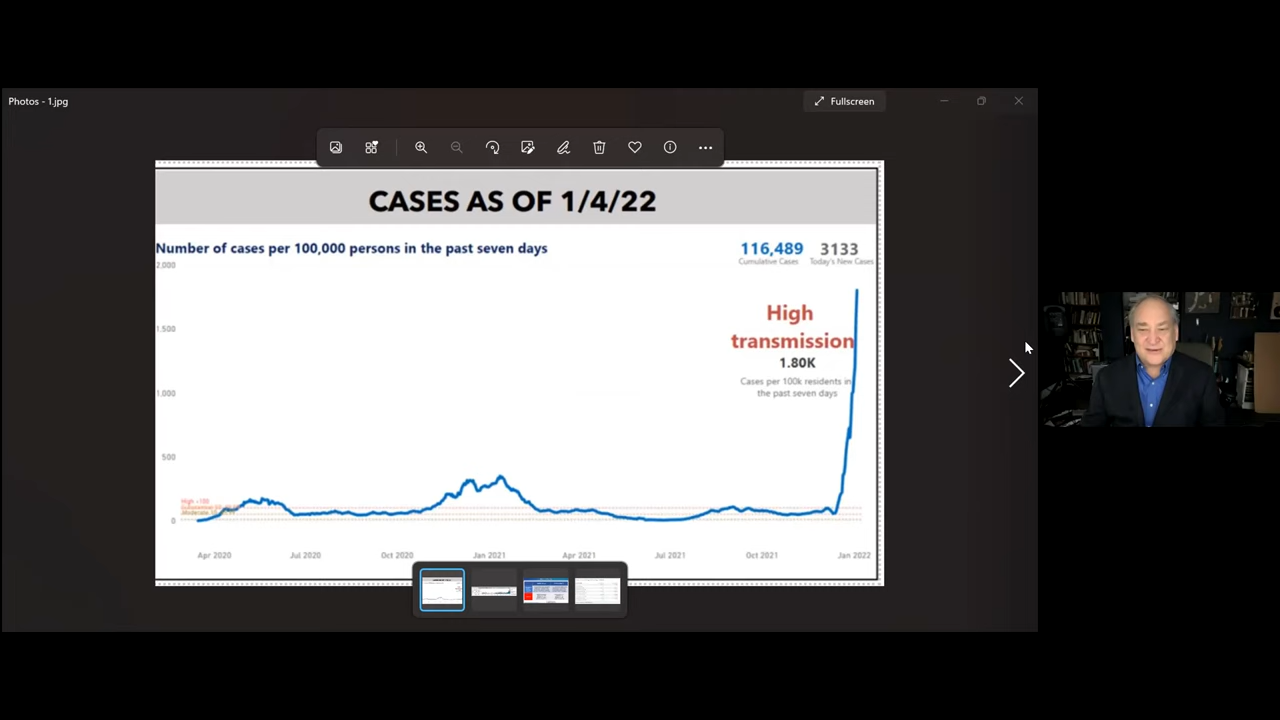 Photos - 1.jpg
Fullscreen
CASES AS OF 1/4/22
Number of cases per 100,000 persons in the past seven days
116,489
3133
Cumulative Cases
Today's New Cases
2,000
High
transmission
1.80K
Cases per 100k residents in
the past seven days
1,500
1,000
500
High >100
0
Apr 2020
Jul 2020
Oct 2020
Jan 2021
Apr 2021
Jul 2021
Oct 2021
Jan 2022